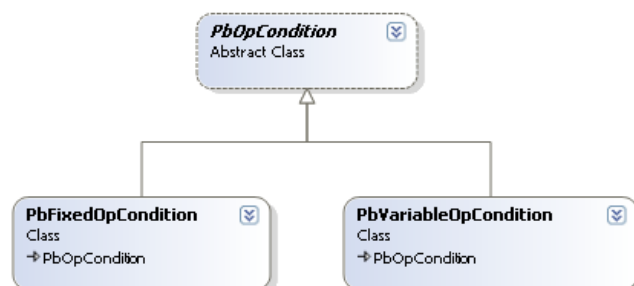 PbOpCondition
Abstract Class
PbFixedOpCondition
Class
PbOpCondition
PbVariableOpCondition
Class
PbOpCondition